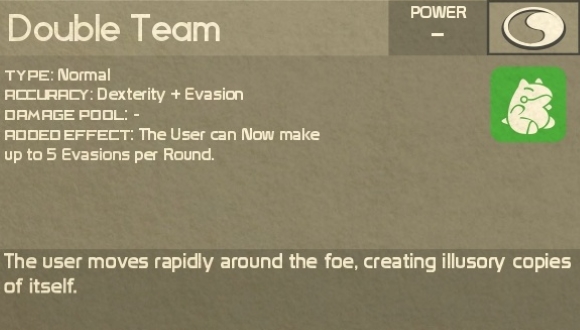 Double Team
POWER
–
TYPE: Normal
ACCURACY: Dexterity + Evasion
DAMAGE POOL: -
ADDED EFFECT: The User can Now make
up to 5 Evasions per Round.
The user moves rapidly around the foe, creating illusory copies
of itself.